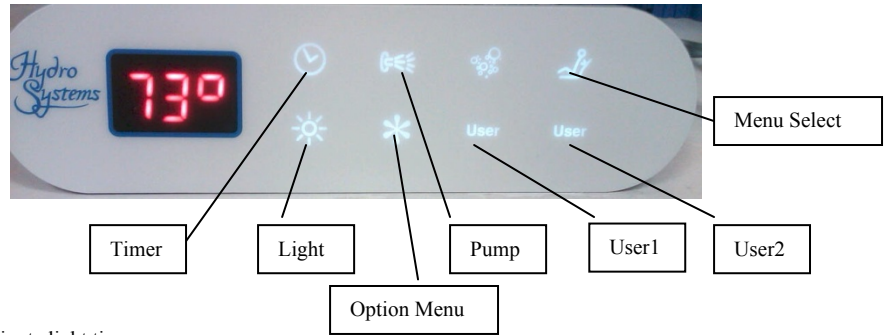 Hydro
Systems
73°
User
User
Menu Select
Timer
Light
Pump
User1
User2
Option Menu